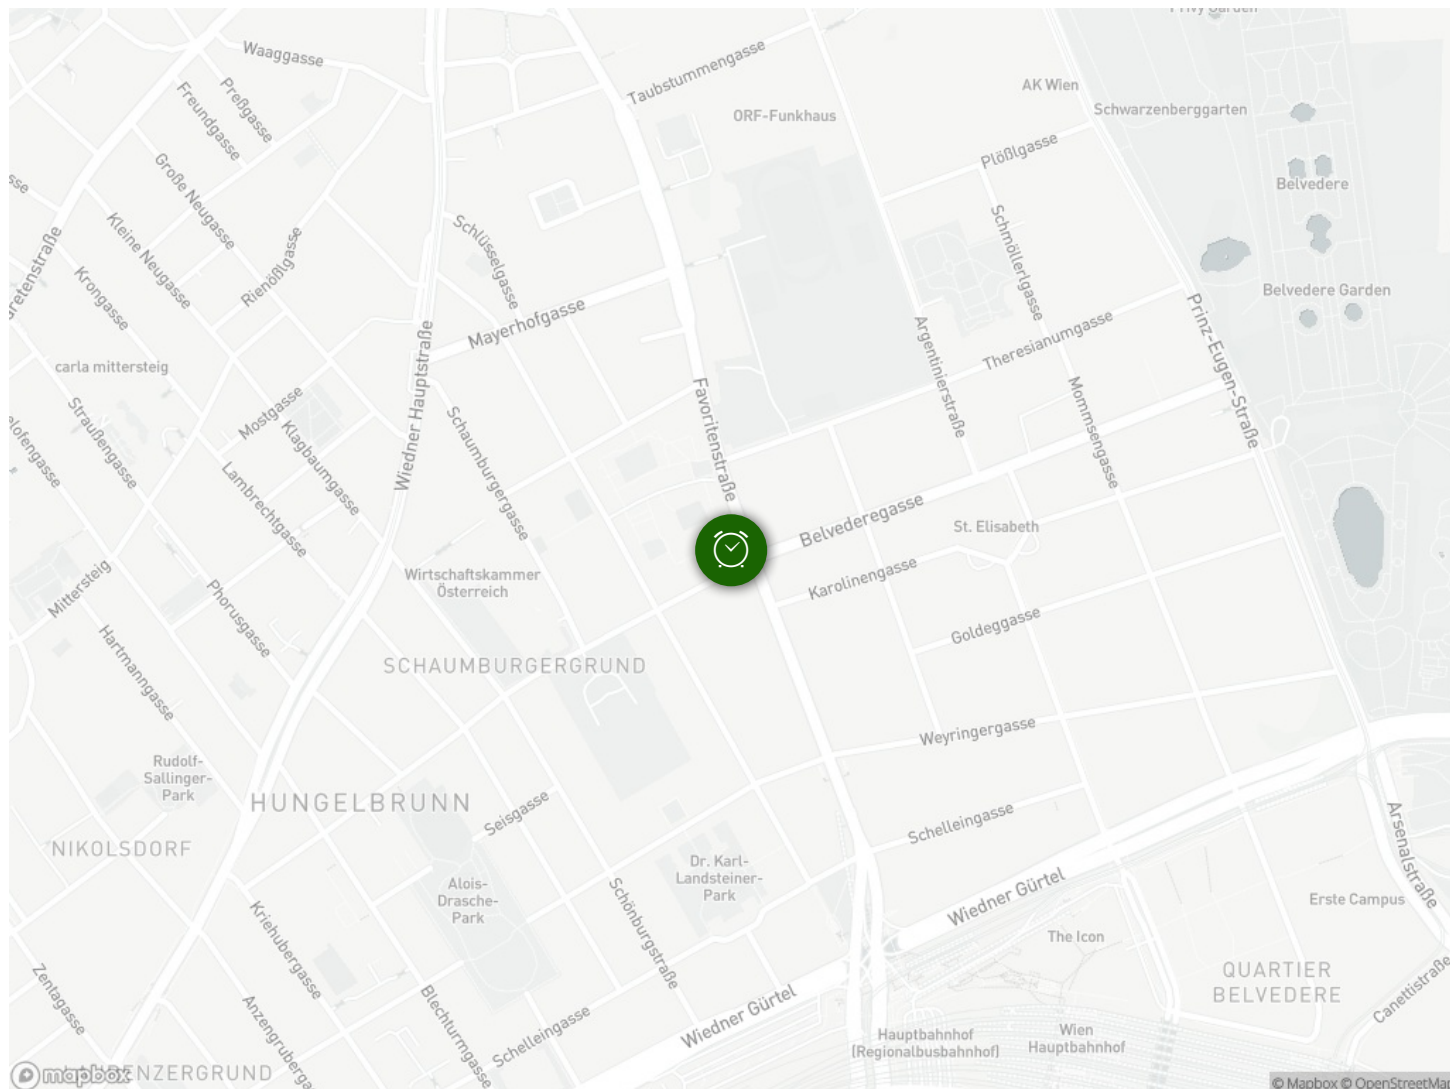 Privy Garden
Waaggasse
Taubstummengasse
Preßgasse
Freundgasse
AK Wien
ORF-Funkhaus
Schwarzenberggarten
Plößlgasse
Große Neugasse
Belvedere
Kleine Neugasse
Schlüsselgasse
Schmöllerlgasse
Rienößlgasse
Krongasse
Belvedere Garden
Mayerhofgasse
Argentinierstraße
Theresianumgasse
Prinz-Eugen-Straße
carla mittersteig
Wiedner Hauptstraße
Favoritenstraße
Mommsengasse
Mostgasse
Straußengasse
Klagbaumgasse
Schaumburgergasse
Lambrechtgasse
Belvederegasse
St. Elisabeth
Mittersteig
Phorusgasse
Wirtschaftskammer
Österreich
Karolinengasse
Goldeggasse
Hartmanngasse
SCHAUMBURGERGRUND
Weyringergasse
Rudolf-
Sallinger-
Park
HUNGELBRUNN
Seisgasse
Schelleingasse
NIKOLSDORF
Dr. Karl-
Landsteiner-
Park
Arsenalstraße
Alois-
Drasche-
Park
Schönburgstraße
Wiedner Gürtel
Erste Campus
Kriehubergasse
The Icon
QUARTIER
BELVEDERE
Zentagasse
Anzengruberga
Blechturmgasse
Schelleingasse
Wiedner Gürtel
Canettistraße
Hauptbahnhof
(Regionalbusbahnhof)
Wien
Hauptbahnhof
mapbox
ENZERGRUND
© Mapbox © OpenStreetMap